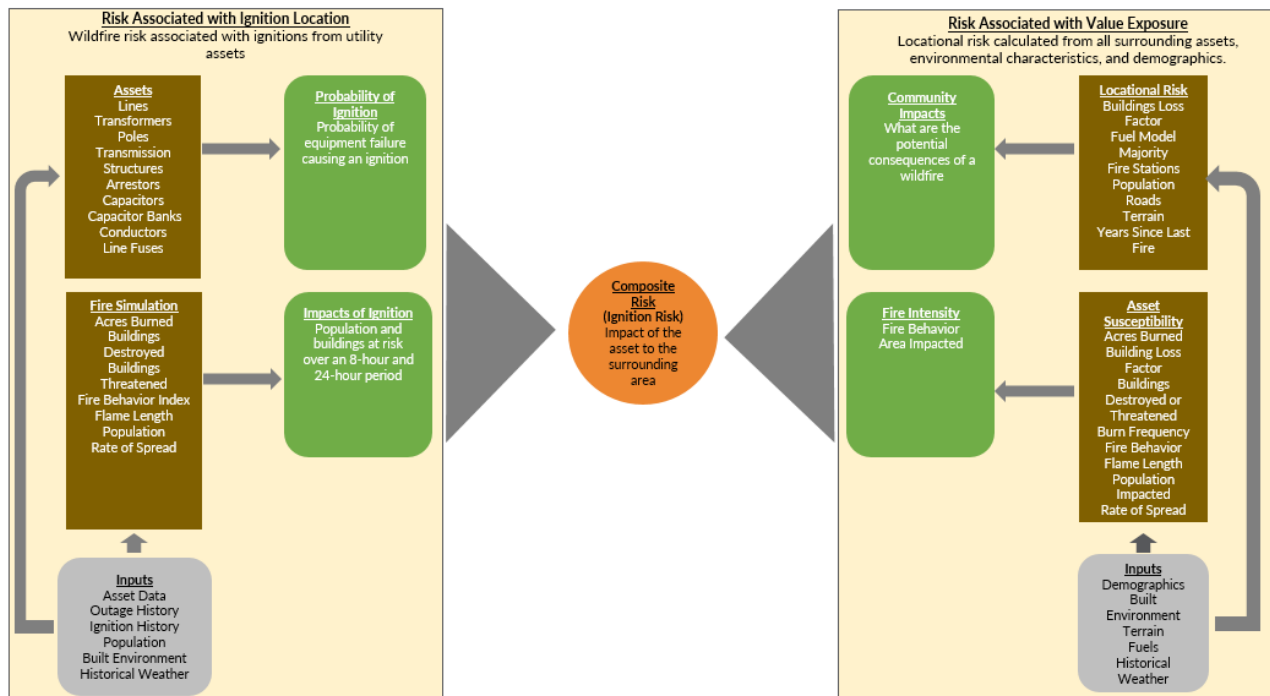 Risk Associated with Ignition Location
Wildfire risk associated with ignitions from utility
assets
Assets
Lines
Transformers
Poles
Transmission
Structures
Arrestors
Capacitors
Capacitor Banks
Conductors
Line Fuses
Probability of
Ignition
Probability of
equipment failure
causing an ignition
Fire Simulation
Acres Burned
Buildings
Destroyed
Buildings
Threatened
Fire Behavior Index
Flame Length
Population
Rate of Spread
Impacts of Ignition
Population and
buildings at risk
over an 8-hour and
24-hour period
Inputs
Asset Data
Outage History
Ignition History
Population
Built Environment
Historical Weather
Composite
Risk
(Ignition Risk)
Impact of the
asset to the
surrounding
area
Risk Associated with Value Exposure
Locational risk calculated from all surrounding assets,
environmental characteristics, and demographics.
Community
Impacts
What are the
potential
consequences of a
wildfire
Locational Risk
Buildings Loss
Factor
Fuel Model
Majority
Fire Stations
Population
Roads
Terrain
Years Since Last
Fire
Fire Intensity
Fire Behavior
Area Impacted
Asset
Susceptibility
Acres Burned
Building Loss
Factor
Buildings
Destroyed or
Threatened
Burn Frequency
Fire Behavior
Flame Length
Population
Impacted
Rate of Spread
Inputs
Demographics
Built
Environment
Terrain
Fuels
Historical
Weather